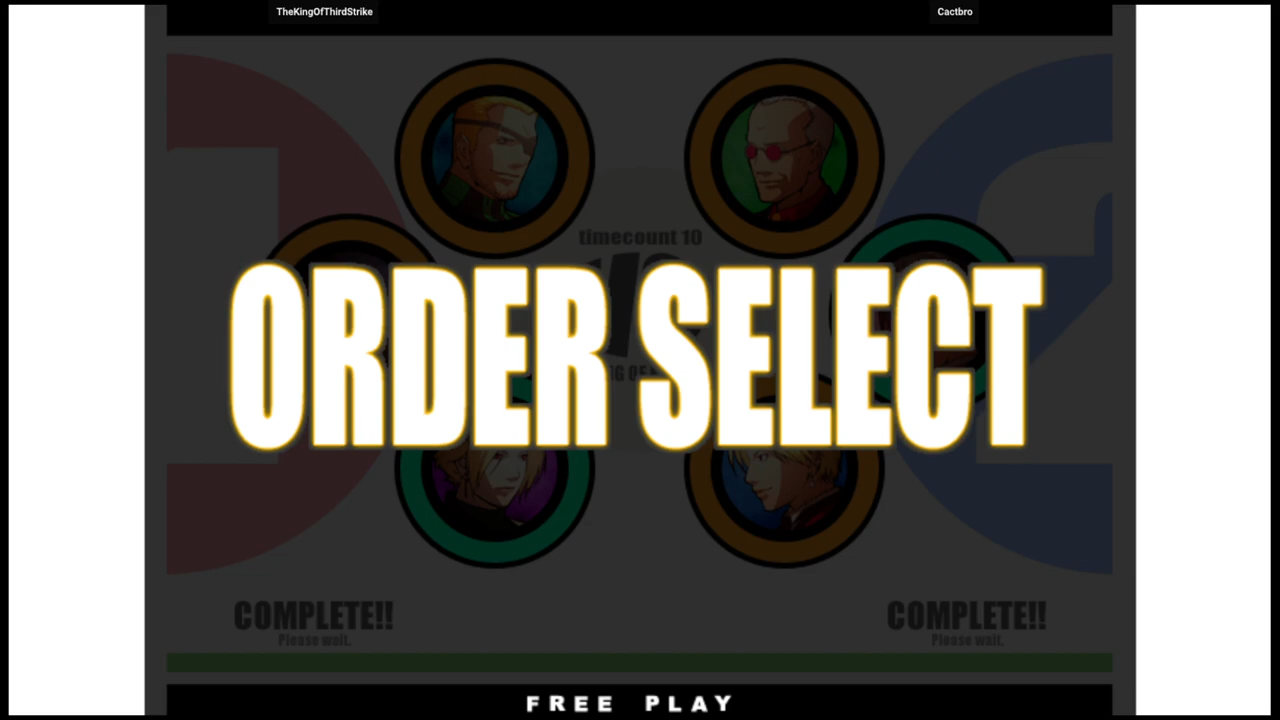 TheKingOfThirdStrike
Cactbro
timecount 10
ORDER SELECT
COMPLETE!!
Please wait.
COMPLETE!!
Please wait.
FREE PLAY